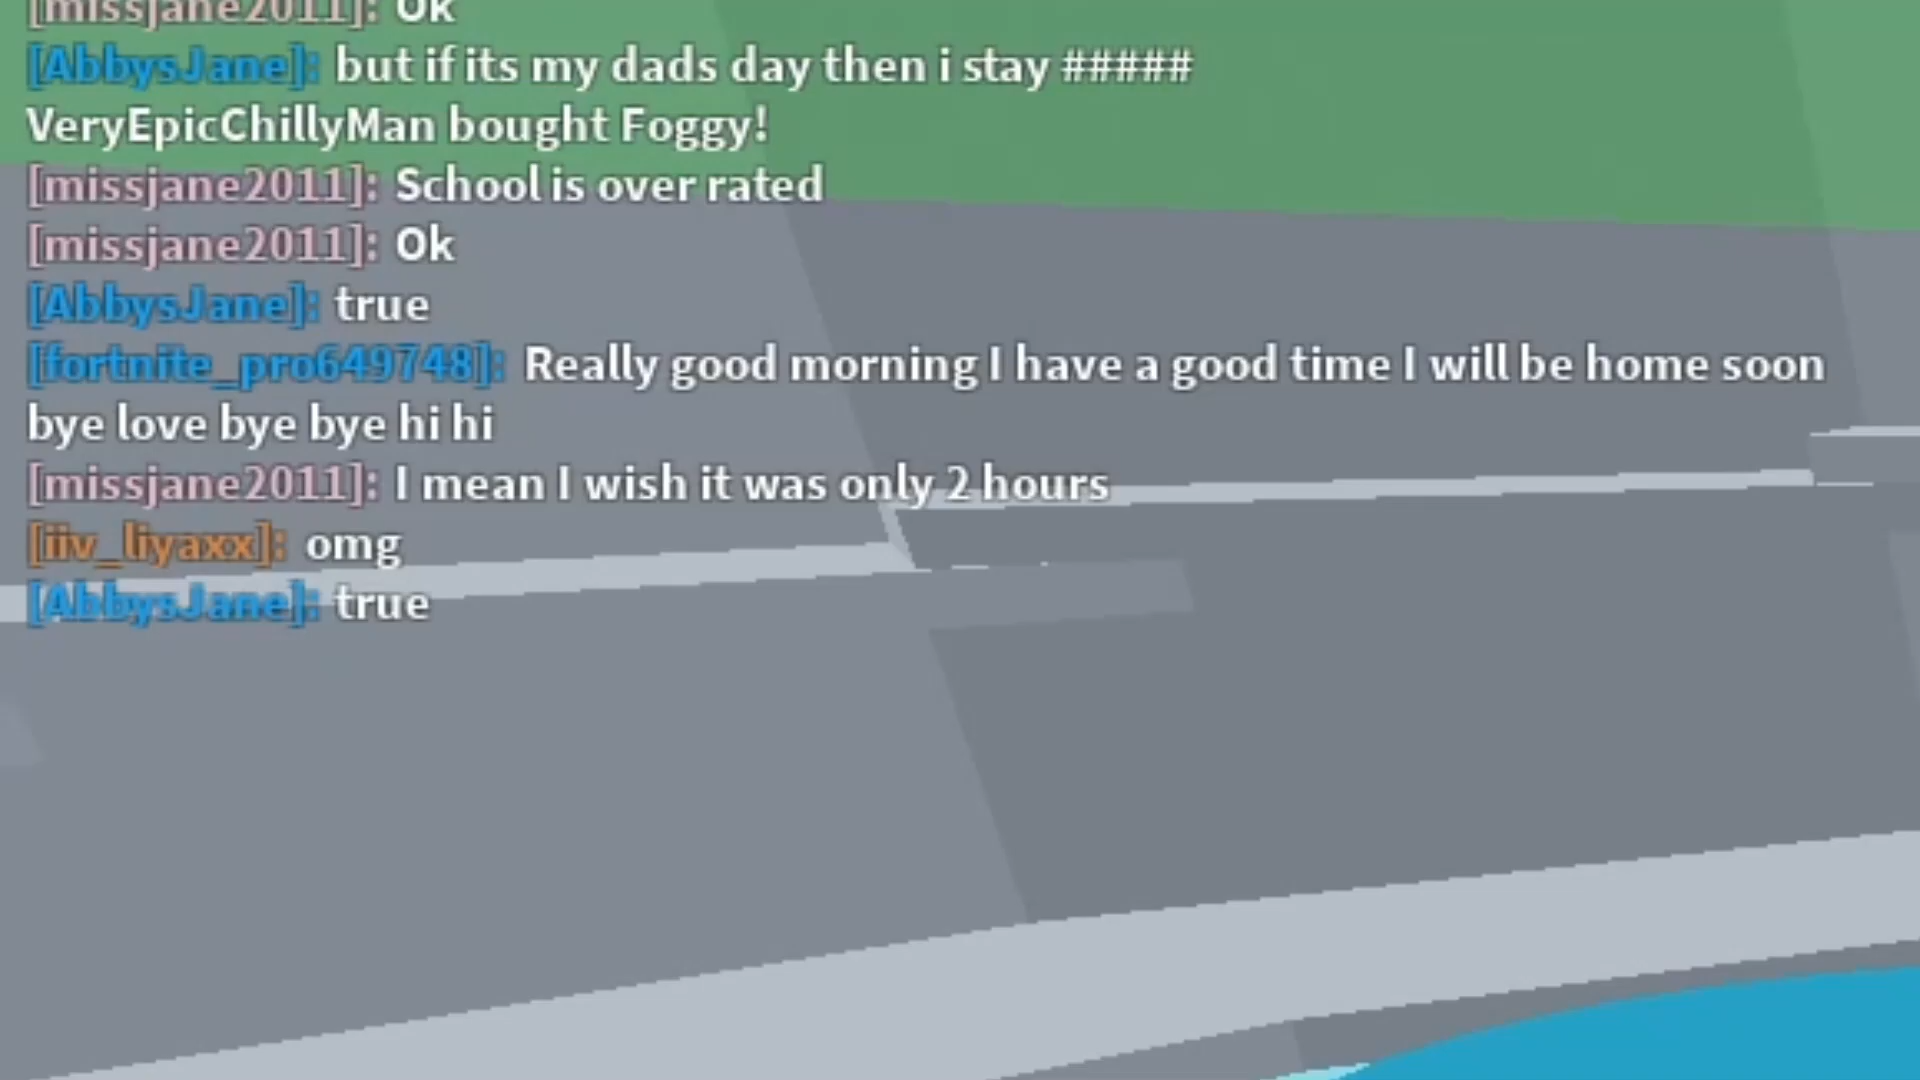 [missjane2011]: Ok
[AbbysJane]: but if its my dads day then i stay #####
VeryEpicChillyMan bought Foggy!
[missjane2011]: School is over rated
[missjane2011]: Ok
[AbbysJane]: true
[fortnite_pro649748]: Really good morning I have a good time I will be home soon
bye love bye bye hi hi
[missjane2011]: I mean I wish it was only 2 hours
[iiv_liyaxx]: omg
[AbbysJane]: true